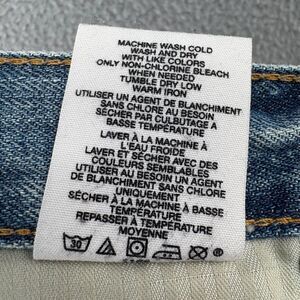 MACHINE WASH COLD
WASH AND DRY
WITH LIKE COLORS
ONLY NON-CHLORINE BLEACH
WHEN NEEDED
TUMBLE DRY LOW
WARM IRON
UTILISER UN AGENT DE BLANCHIMENT
SANS CHLORE AU BESOIN
SÉCHER PAR CULBUTAGE À
BASSE TEMPÉRATURE
LAVER À LA MACHINE À
L'EAU FROIDE
LAVER ET SÉCHER AVEC DES
COULEURS SEMBLABLES
UTILISER AU BESOIN UN AGENT
DE BLANCHIMENT SANS CHLORE
UNIQUEMENT
SÉCHER À LA MACHINE À BASSE
TEMPÉRATURE
REPASSER À TEMPÉRATURE
MOYENNE
30